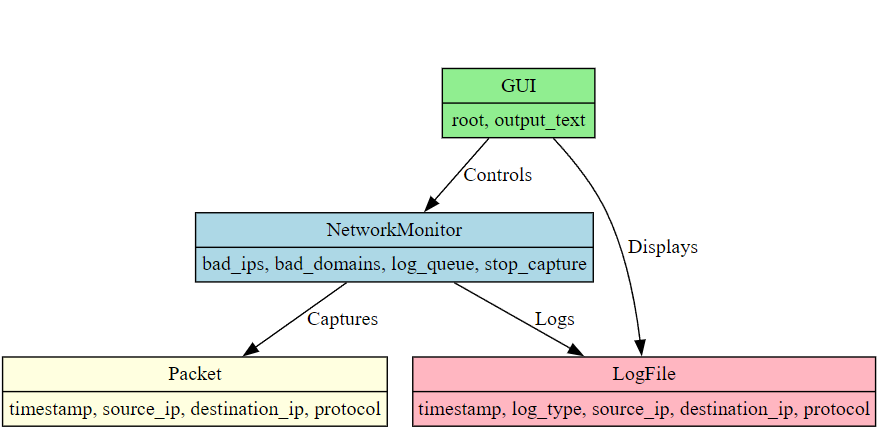 GUI
root, output_text
Controls
Displays
NetworkMonitor
bad_ips, bad_domains, log_queue, stop_capture
Captures
Logs
Packet
timestamp, source_ip, destination_ip, protocol
LogFile
timestamp, log_type, source_ip, destination_ip, protocol